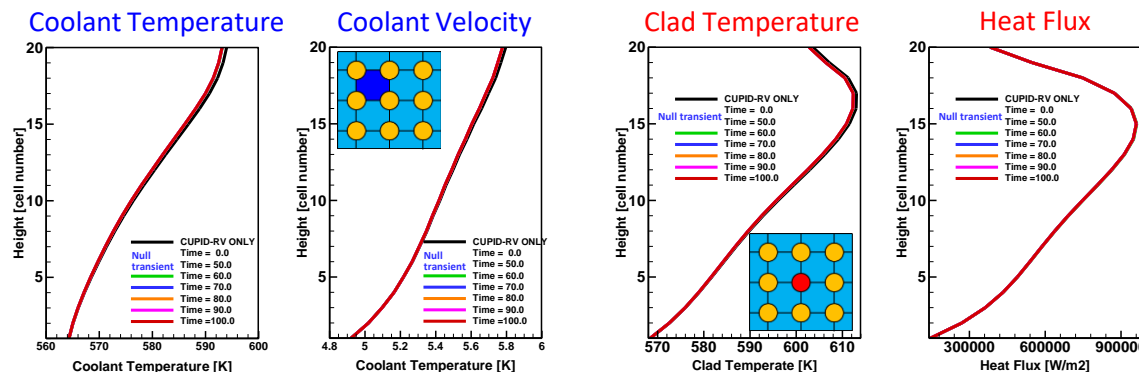 Coolant Temperature
20
15
10
5
Height [cell number]
CUPID-RV ONLY
Time = 0.0
Null
Time = 50.0
transient
Time = 60.0
Time = 70.0
Time = 80.0
Time = 90.0
Time =100.0
560 570 580 590 600
Coolant Temperature [K]
Coolant Velocity
20
15
10
5
Height [cell number]
CUPID-RV ONLY
Time = 0.0
Null
Time = 50.0
transient
Time = 60.0
Time = 70.0
Time = 80.0
Time = 90.0
Time =100.0
4.8 5 5.2 5.4 5.6 5.8 6
Coolant Temperature [K]
Clad Temperature
20
15
10
5
Height [cell number]
CUPID-RV ONLY
Time = 0.0
Null transient
Time = 50.0
Time = 60.0
Time = 70.0
Time = 80.0
Time = 90.0
Time =100.0
570 580 590 600 610
Clad Temperate [K]
Heat Flux
20
15
10
5
Height [cell number]
CUPID-RV ONLY
Time = 0.0
Null transient
Time = 50.0
Time = 60.0
Time = 70.0
Time = 80.0
Time = 90.0
Time =100.0
300000 600000 900000
Heat Flux [W/m2]